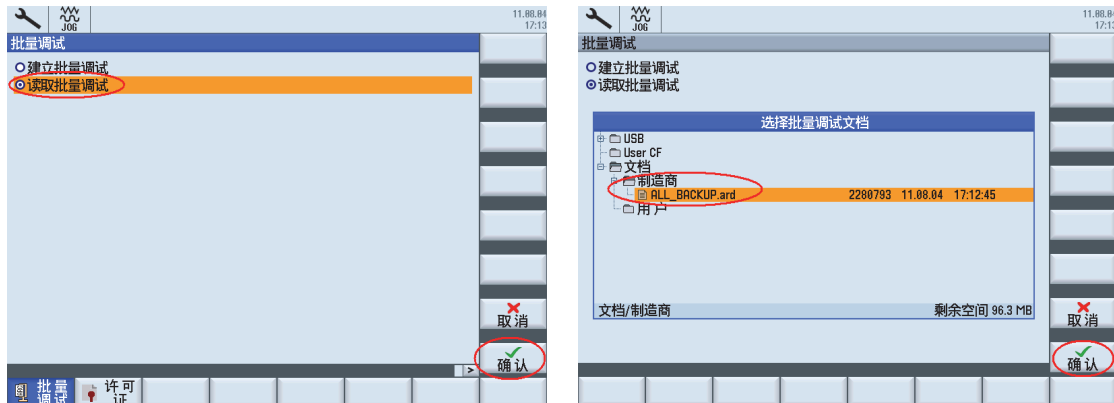 JOG
11.08.04
17:13
批量调试
建立批量调试
读取批量调试
取消
确认
批量
调试
许可
证
JOG
11.08.04
17:13
批量调试
建立批量调试
读取批量调试
选择批量调试文档
USB
User CF
文档
制造商
ALL_BACKUP.ard 2280793 11.08.04 17:12:45
用户
文档/制造商 剩余空间 96.3 MB
取消
确认